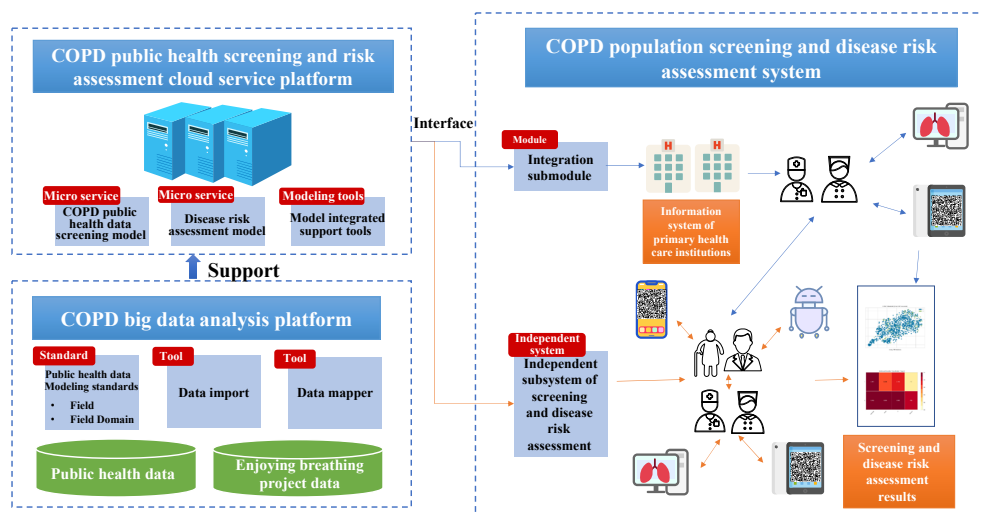 COPD public health screening and risk
assessment cloud service platform
Micro service
COPD public
health data
screening model
Micro service
Disease risk
assessment model
Modeling tools
Model integrated
support tools
Support
COPD big data analysis platform
Standard
Public health data
Modeling standards
• Field
• Field Domain
Tool
Data import
Tool
Data mapper
Public health data
Enjoying breathing
project data
Interface
COPD population screening and disease risk
assessment system
Module
Integration
submodule
H
H
Information
system of
primary health
care institutions
Independent
system
Independent
subsystem of
screening
and disease
risk
assessment
Screening and
disease risk
assessment
results